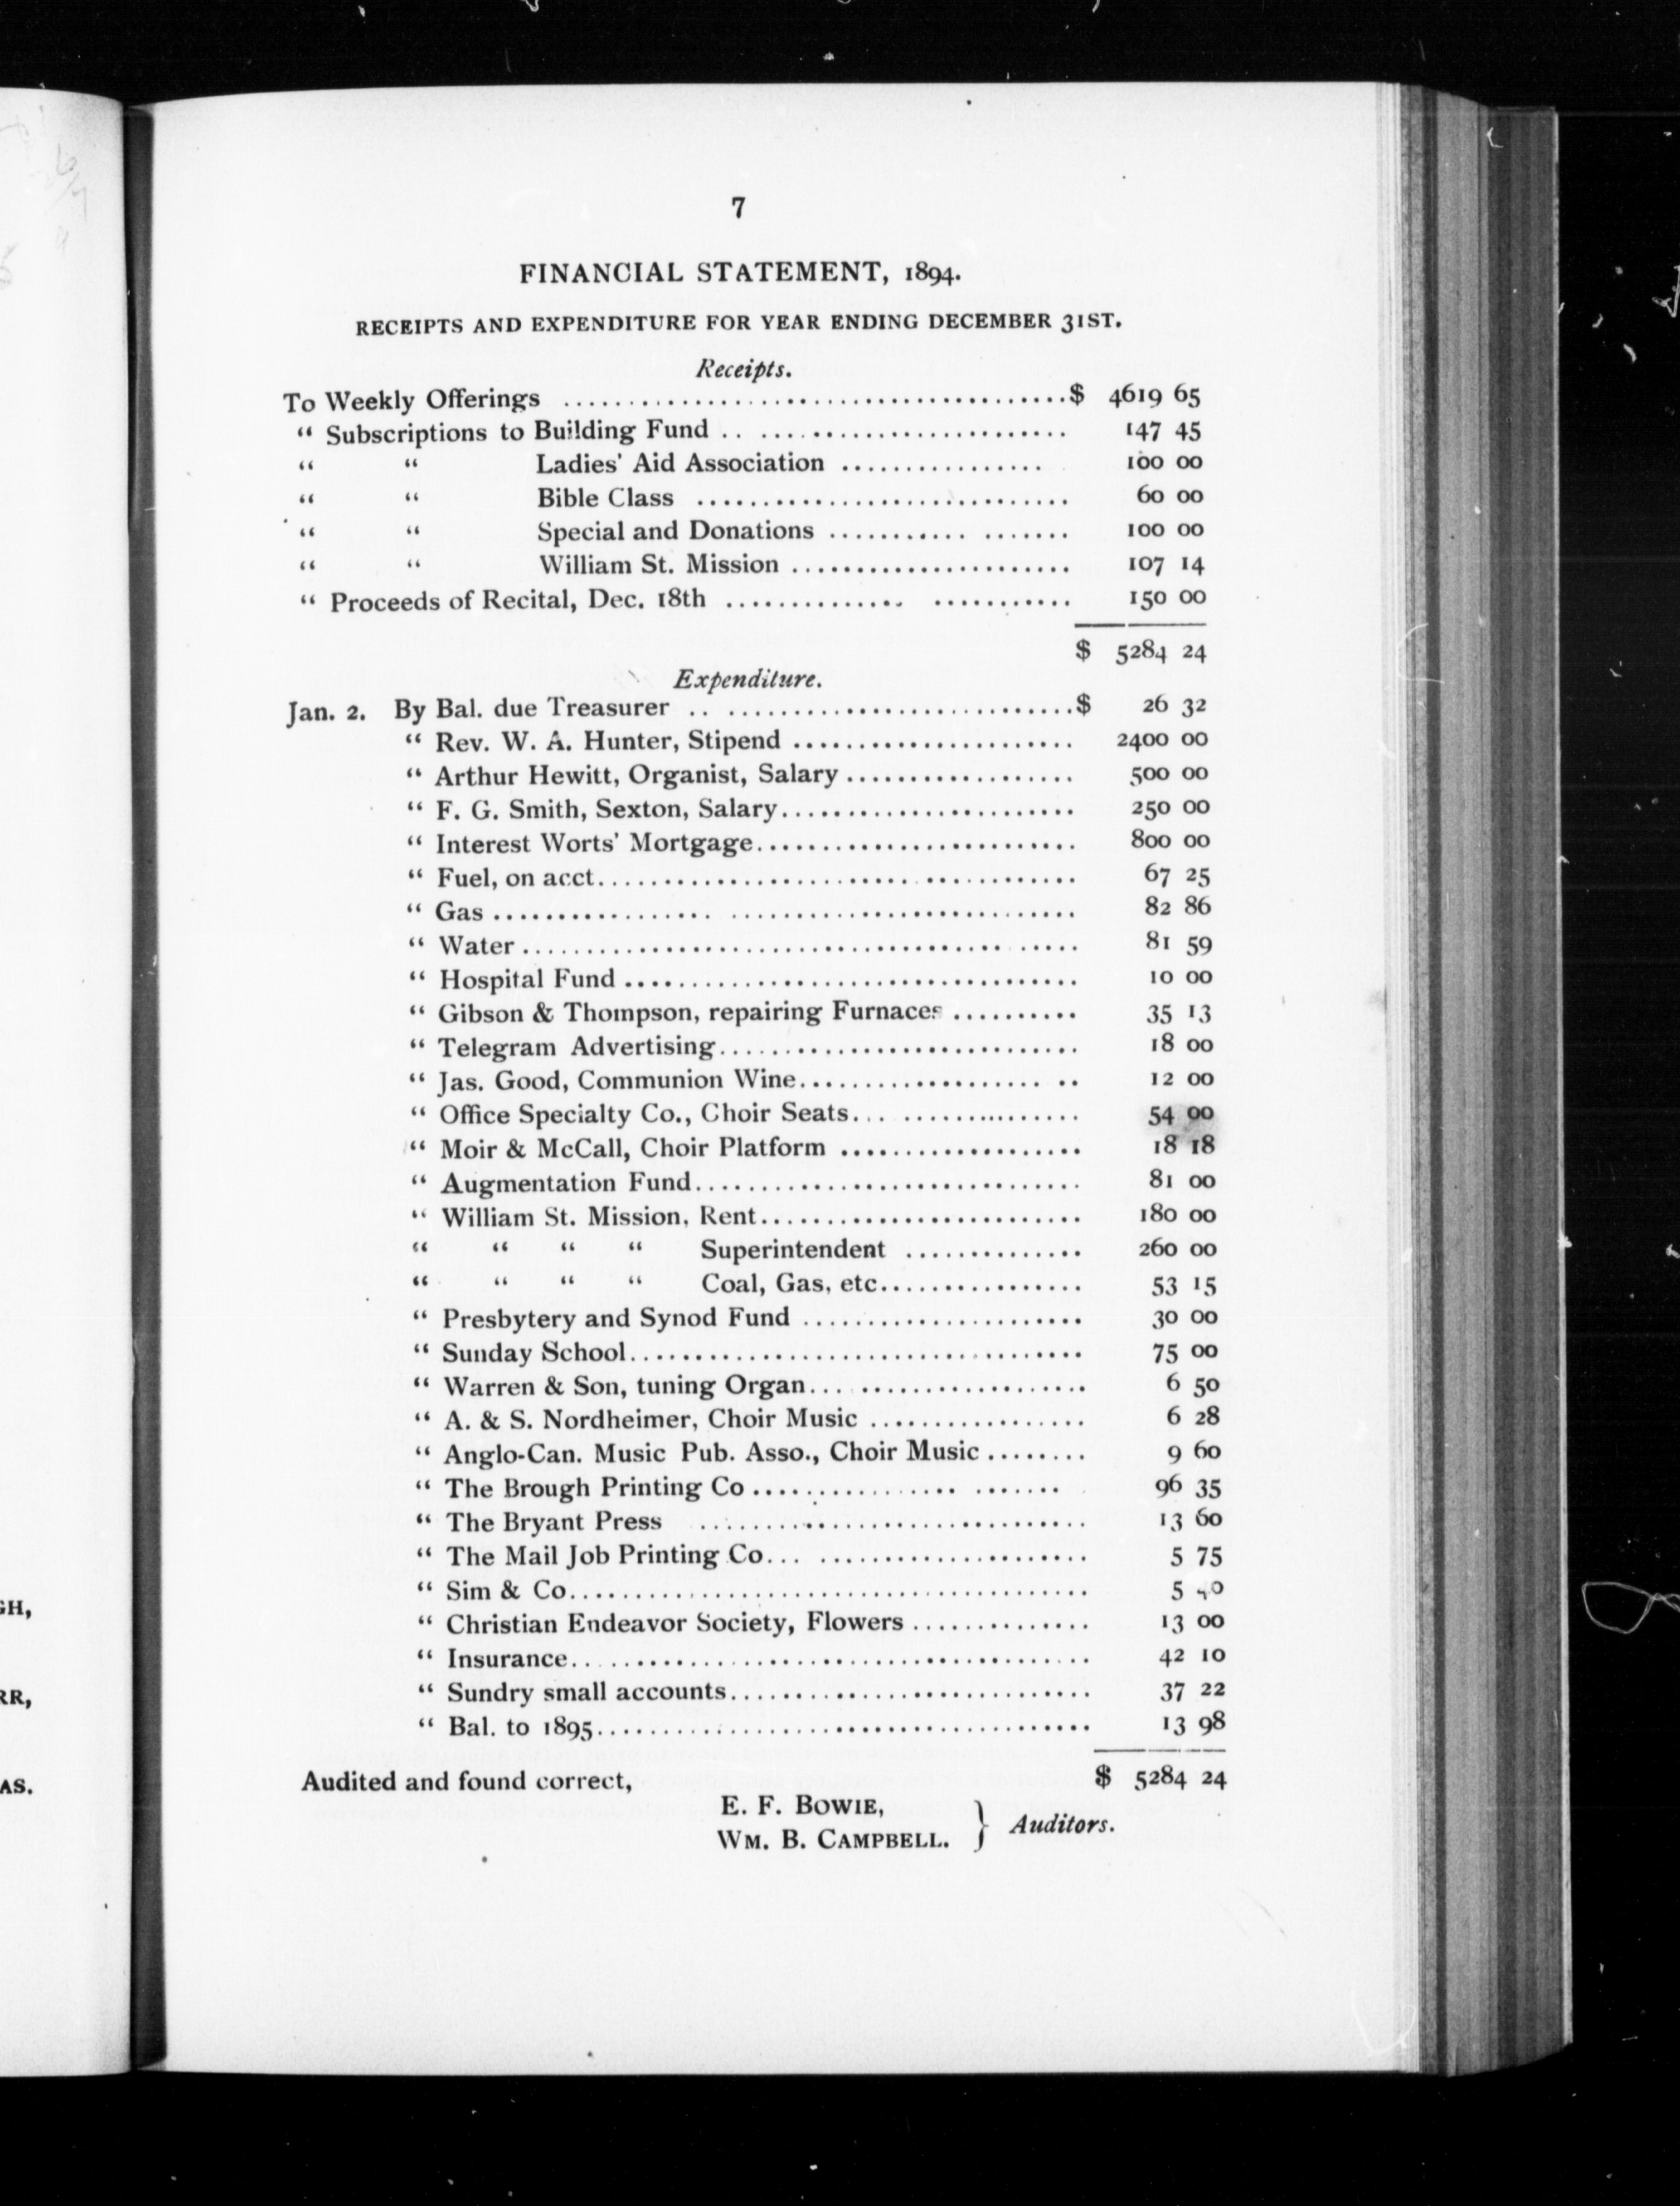 7
FINANCIAL STATEMENT, 1894.
RECEIPTS AND EXPENDITURE FOR YEAR ENDING DECEMBER 31ST.
Receipts.
To Weekly Offerings ........................................$ 4619 65
“ Subscriptions to Building Fund .. ........................ 147 45
“ “ Ladies’ Aid Association ................ 100 00
“ “ Bible Class ............................. 60 00
“ “ Special and Donations ........... ....... 100 00
“ “ William St. Mission ...................... 107 14
“ Proceeds of Recital, Dec. 18th .............. ........... 150 00
$ 5284 24
Expenditure.
Jan. 2. By Bal. due Treasurer .. ...........................$ 26 32
“ Rev. W. A. Hunter, Stipend ...................... 2400 00
“ Arthur Hewitt, Organist, Salary.................. 500 00
“ F. G. Smith, Sexton, Salary....................... 250 00
“ Interest Worts’ Mortgage......................... 800 00
“ Fuel, on acct..................................... 67 25
“ Gas ................. ........................... 82 86
“ Water........................................... 81 59
“ Hospital Fund ................................... 10 00
“ Gibson & Thompson, repairing Furnaces .......... 35 13
“ Telegram Advertising............................ 18 00
“ Jas. Good, Communion Wine................... .. 12 00
“ Office Specialty Co., Choir Seats... .............. 54 00
“ Moir & McCall, Choir Platform ................... 18 18
“ Augmentation Fund.............................. 81 00
“ William St. Mission, Rent......................... 180 00
“ “ “ “ Superintendent .............. 260 00
“ “ “ “ Coal, Gas, etc................ 53 15
“ Presbytery and Synod Fund ...................... 30 00
“ Sunday School................................... 75 00
“ Warren & Son, tuning Organ... .................. 6 50
“ A. & S. Nordheimer, Choir Music ................. 6 28
“ Anglo-Can. Music Pub. Asso., Choir Music ........ 9 60
“ The Brough Printing Co ................ ....... 96 35
“ The Bryant Press .............................. 13 60
“ The Mail Job Printing Co... ..................... 5 75
“ Sim & Co........................................ 5
“ Christian Endeavor Society, Flowers .............. 13 00
“ Insurance........................................ 42 10
“ Sundry small accounts............................ 37 22
“ Bal. to 1895...................................... 13 98
Audited and found correct, $ 5284 24
E. F. BOWIE,
WM. B. CAMPBELL. } Auditors.
GH,
RR,
AS.